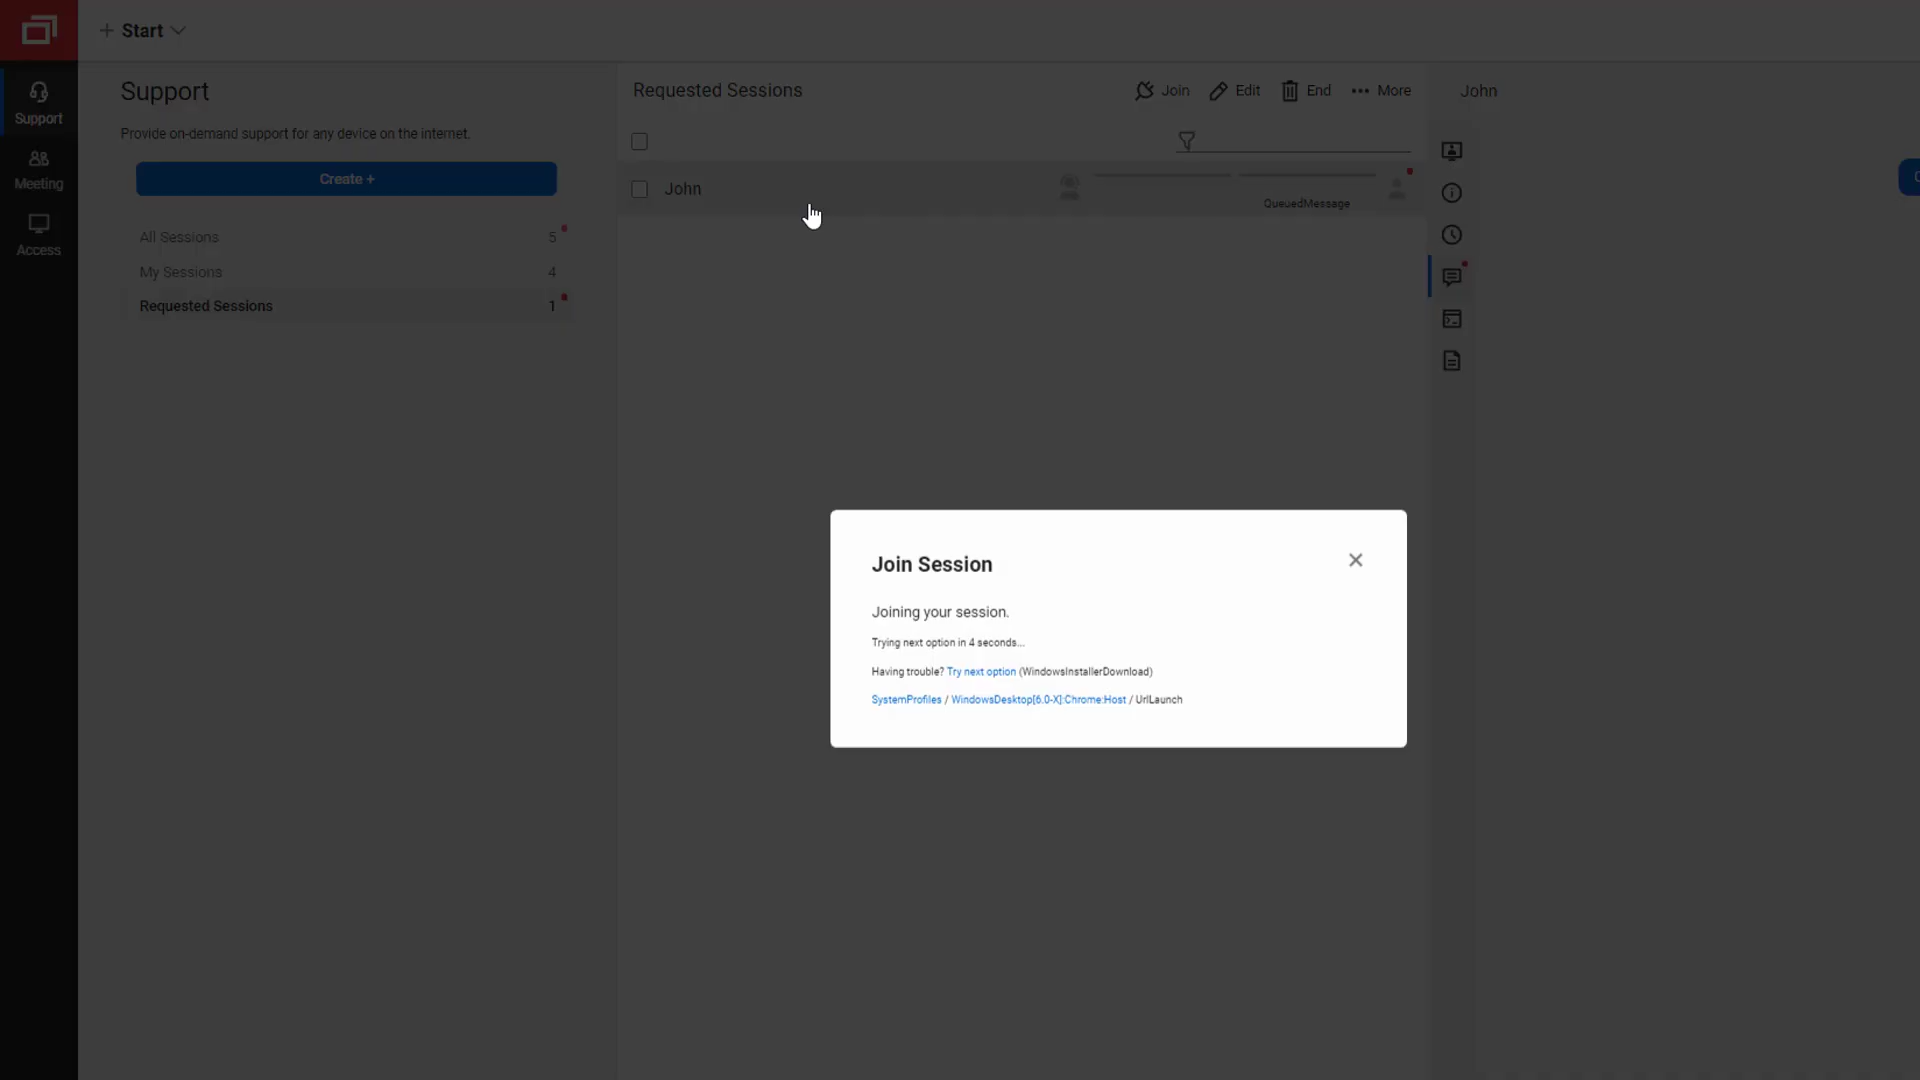 Start
Support
Meeting
Access
Support
Provide on-demand support for any device on the internet.
Create +
All Sessions 5
My Sessions 4
Requested Sessions 1
Requested Sessions
Join Edit End More
John
QueuedMessage
John
Join Session
Joining your session.
Trying next option in 4 seconds...
Having trouble? Try next option (WindowsInstallerDownload)
SystemProfiles / WindowsDesktop[6.0-X]:Chrome:Host / UrlLaunch